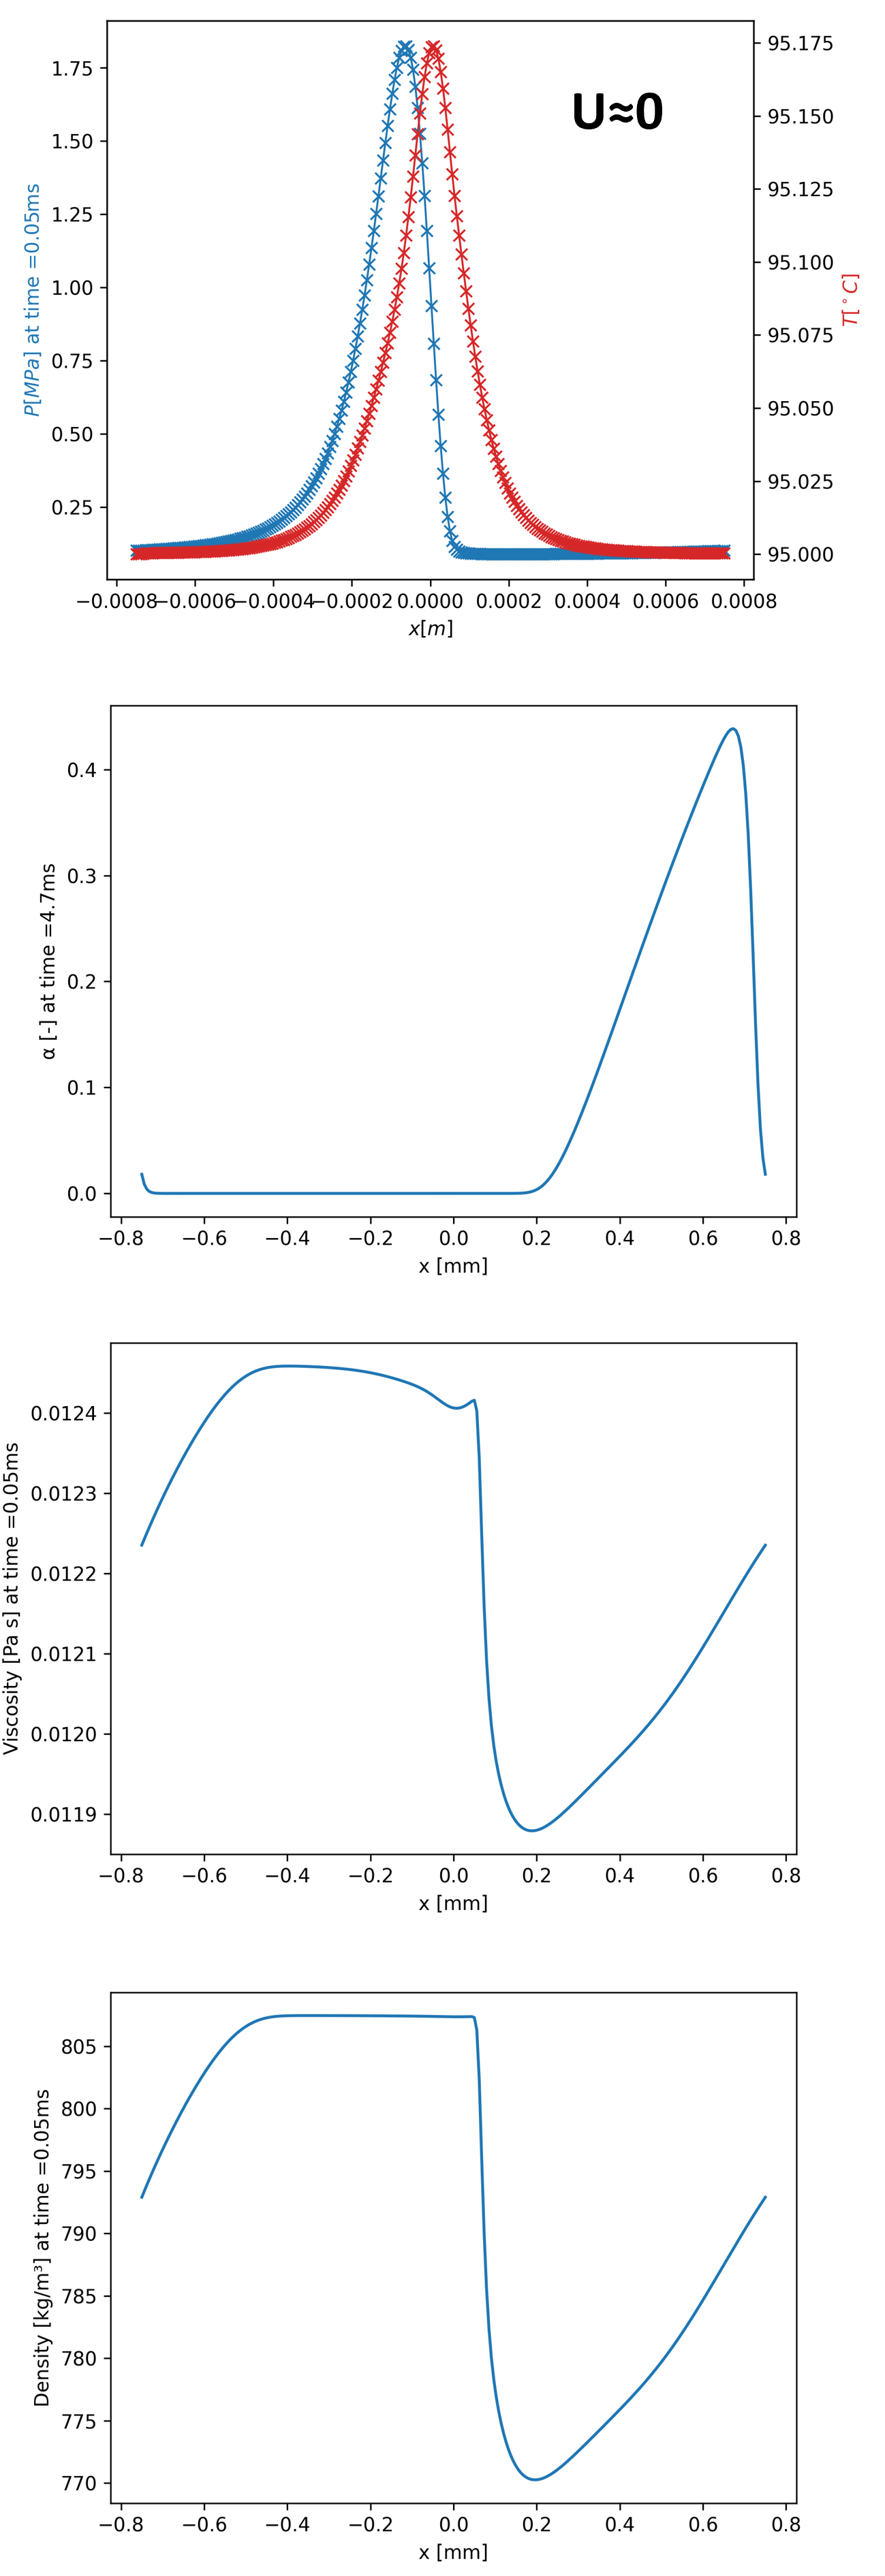 U≈0
P[MPa] at time =0.05ms
1.75
1.50
1.25
1.00
0.75
0.50
0.25
95.175
95.150
95.125
95.100
95.075
95.050
95.025
95.000
T[°C]
−0.0008 −0.0006 −0.0004 −0.0002 0.0000 0.0002 0.0004 0.0006 0.0008
x[m]
α [-] at time =4.7ms
0.4
0.3
0.2
0.1
0.0
−0.8 −0.6 −0.4 −0.2 0.0 0.2 0.4 0.6 0.8
x [mm]
Viscosity [Pa s] at time =0.05ms
0.0124
0.0123
0.0122
0.0121
0.0120
0.0119
−0.8 −0.6 −0.4 −0.2 0.0 0.2 0.4 0.6 0.8
x [mm]
Density [kg/m³] at time =0.05ms
805
800
795
790
785
780
775
770
−0.8 −0.6 −0.4 −0.2 0.0 0.2 0.4 0.6 0.8
x [mm]